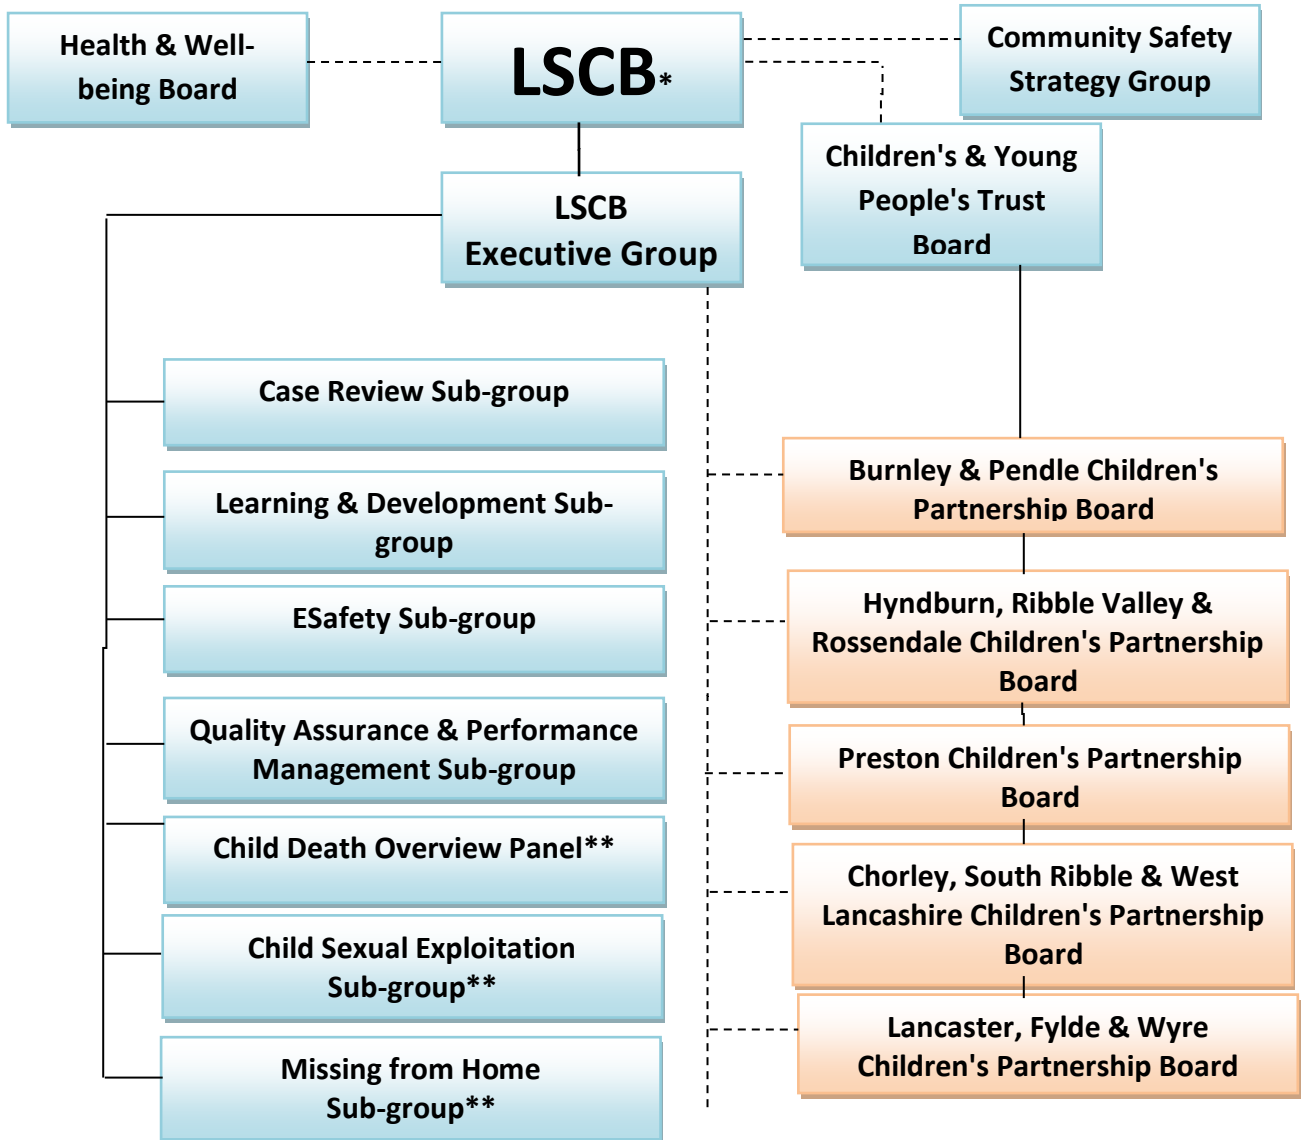 Health & Well-
being Board
LSCB*
Community Safety
Strategy Group
Children's & Young
People's Trust
Board
LSCB
Executive Group
Case Review Sub-group
Learning & Development Sub-
group
ESafety Sub-group
Quality Assurance & Performance
Management Sub-group
Child Death Overview Panel**
Child Sexual Exploitation
Sub-group**
Missing from Home
Sub-group**
Burnley & Pendle Children's
Partnership Board
Hyndburn, Ribble Valley &
Rossendale Children's Partnership
Board
Preston Children's Partnership
Board
Chorley, South Ribble & West
Lancashire Children's Partnership
Board
Lancaster, Fylde & Wyre
Children's Partnership Board